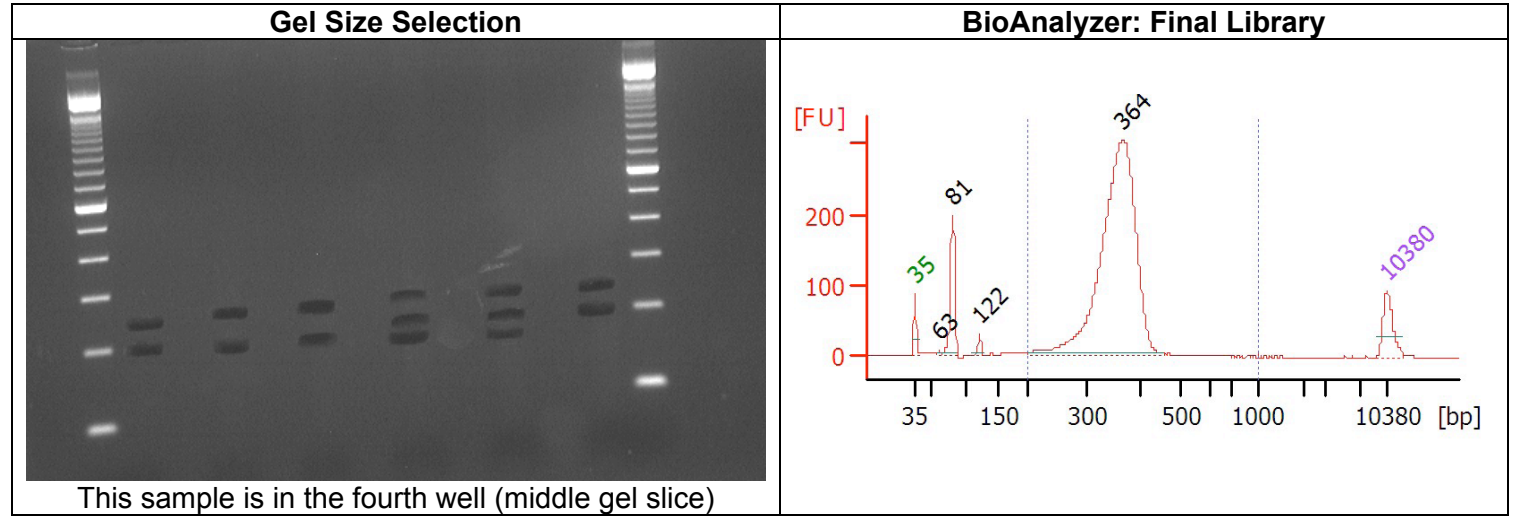 Gel Size Selection
BioAnalyzer: Final Library
This sample is in the fourth well (middle gel slice)
[FU]
200
100
0
35
63
81
122
364
10380
35 150 300 500 1000 10380 [bp]